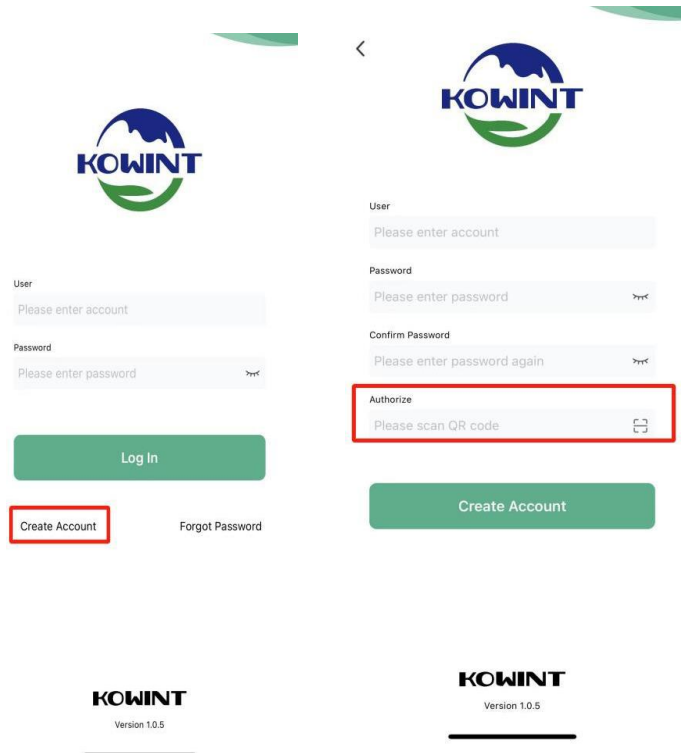 KOWINT
User
Please enter account
Password
Please enter password
Log In
Create Account
Forgot Password
KOWINT
Version 1.0.5
KOWINT
User
Please enter account
Password
Please enter password
Confirm Password
Please enter password again
Authorize
Please scan QR code
Create Account
KOWINT
Version 1.0.5